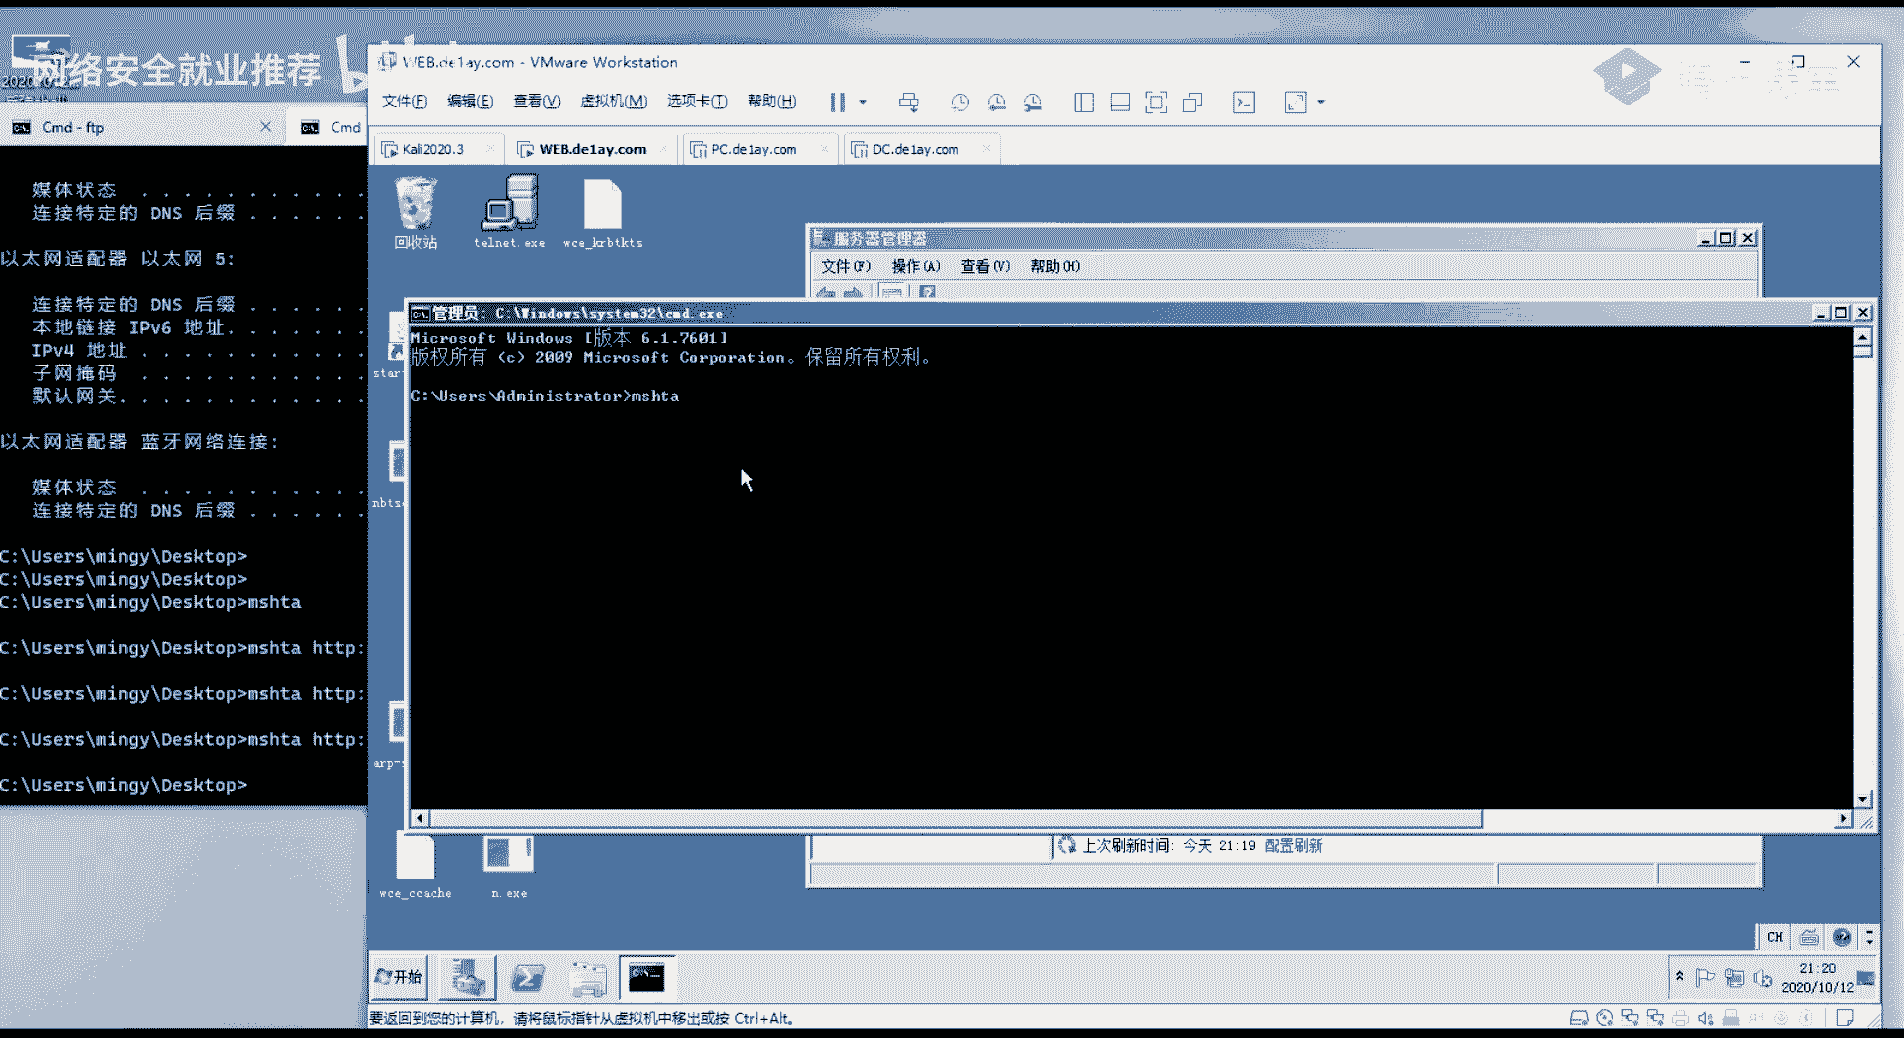 网络安全就业推荐
Cmd - ftp
Cmd
媒体状态 . . . . . . . . . . .
连接特定的 DNS 后缀 . . . . . .
以太网适配器 以太网 5:
连接特定的 DNS 后缀 . . . . . .
本地链接 IPv6 地址. . . . . . .
IPv4 地址 . . . . . . . . . . .
子网掩码 . . . . . . . . . . .
默认网关. . . . . . . . . . . .
以太网适配器 蓝牙网络连接:
媒体状态 . . . . . . . . . . .
连接特定的 DNS 后缀 . . . . . .
C:\Users\mingy\Desktop>
C:\Users\mingy\Desktop>
C:\Users\mingy\Desktop>mshta
C:\Users\mingy\Desktop>mshta http:
C:\Users\mingy\Desktop>mshta http:
C:\Users\mingy\Desktop>mshta http:
C:\Users\mingy\Desktop>
WEB.de1ay.com - VMware Workstation
文件(F) 编辑(E) 查看(V) 虚拟机(M) 选项卡(T) 帮助(H)
Kali2020.3
WEB.de1ay.com
PC.de1ay.com
DC.de1ay.com
回收站
telnet.exe
wce_krbtkts
服务器管理器
文件(F) 操作(A) 查看(V) 帮助(H)
管理员: C:\Windows\system32\cmd.exe
Microsoft Windows [版本 6.1.7601]
版权所有 (c) 2009 Microsoft Corporation。保留所有权利。
C:\Users\Administrator>mshta
上次刷新时间: 今天 21:19 配置刷新
wce_ccache
n.exe
CH
开始
21:20
2020/10/12
要返回到您的计算机，请将鼠标指针从虚拟机中移出或按 Ctrl+Alt。